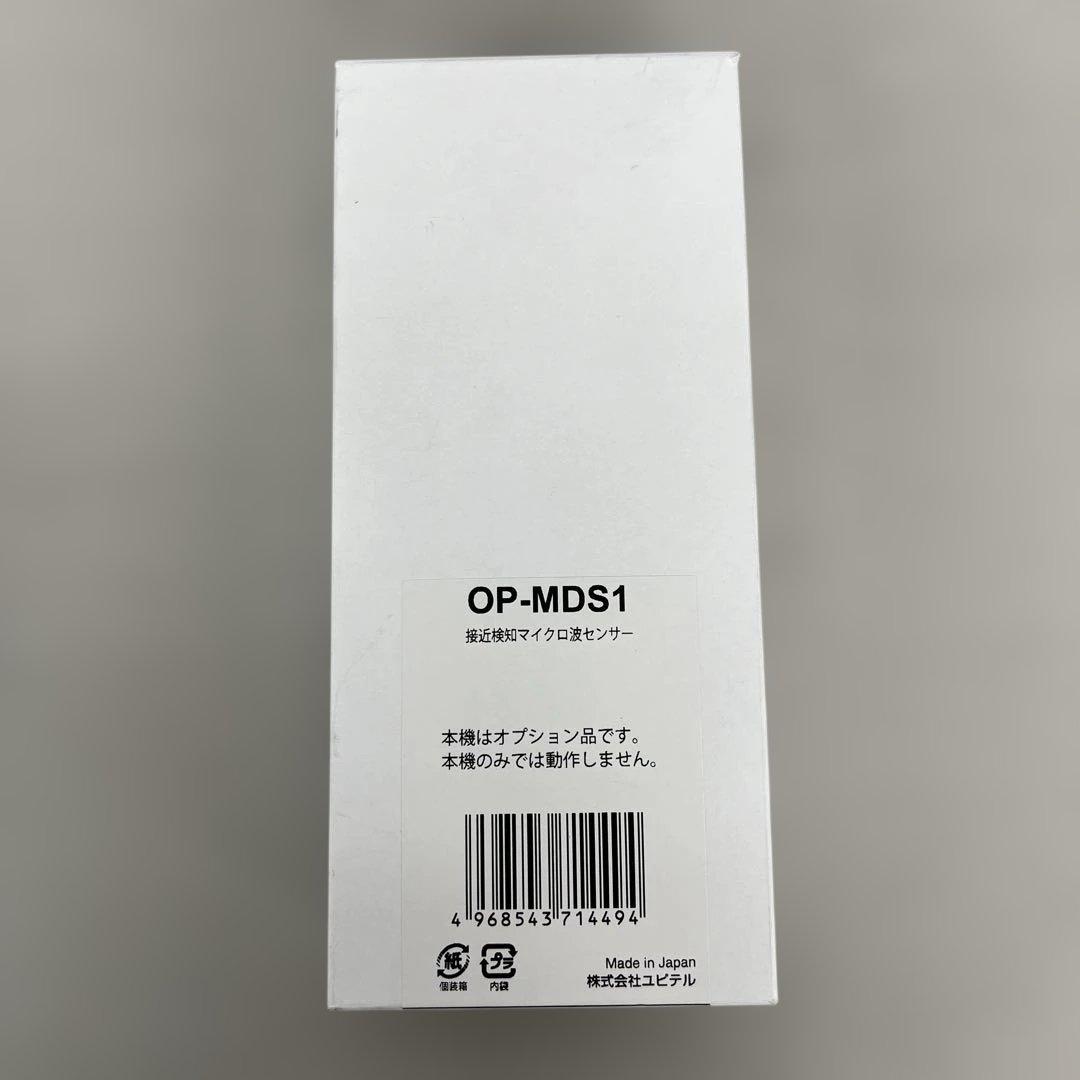 OP-MDS1
接近検知マイクロ波センサー
本機はオプション品です。
本機のみでは動作しません。
4 968543 714494
紙
個装箱
プラ
内袋
Made in Japan
株式会社ユピテル